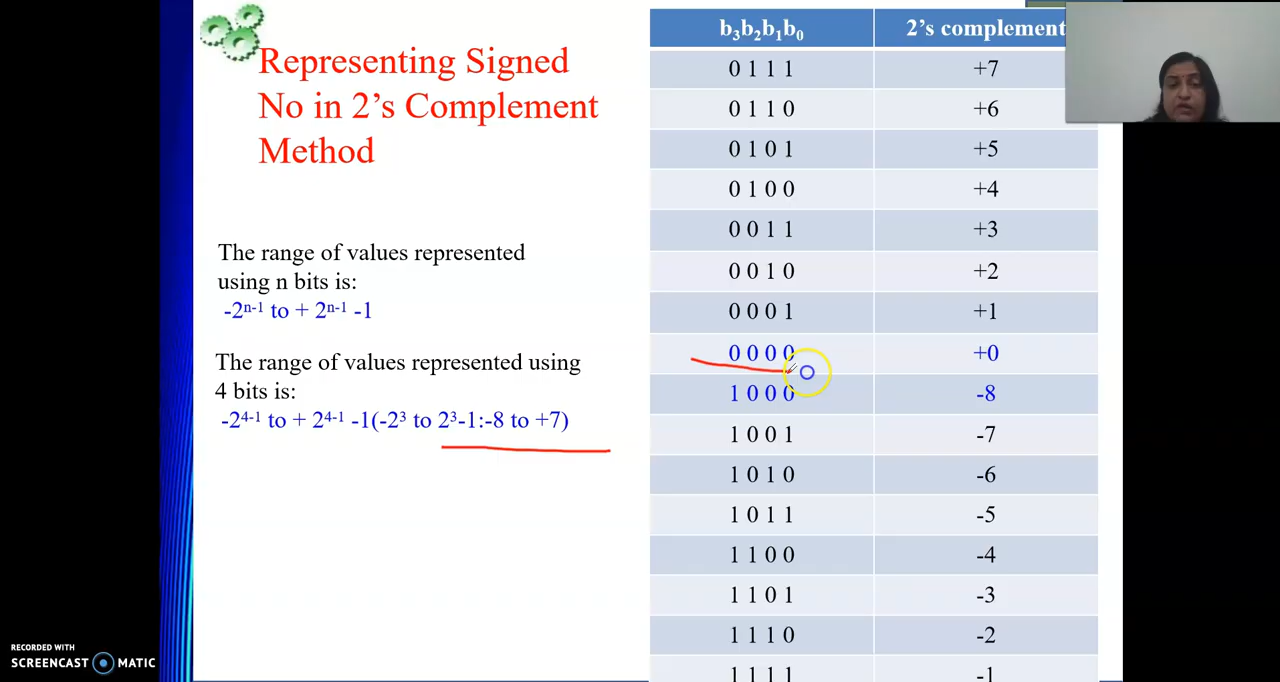 Representing Signed
No in 2’s Complement
Method
The range of values represented
using n bits is:
-2ⁿ⁻¹ to + 2ⁿ⁻¹ -1
The range of values represented using
4 bits is:
-2⁴⁻¹ to + 2⁴⁻¹ -1(-2³ to 2³-1:-8 to +7)
b₃b₂b₁b₀ 2’s complement
0 1 1 1 +7
0 1 1 0 +6
0 1 0 1 +5
0 1 0 0 +4
0 0 1 1 +3
0 0 1 0 +2
0 0 0 1 +1
0 0 0 0 +0
1 0 0 0 -8
1 0 0 1 -7
1 0 1 0 -6
1 0 1 1 -5
1 1 0 0 -4
1 1 0 1 -3
1 1 1 0 -2
1 1 1 1 -1
RECORDED WITH
SCREENCAST MATIC